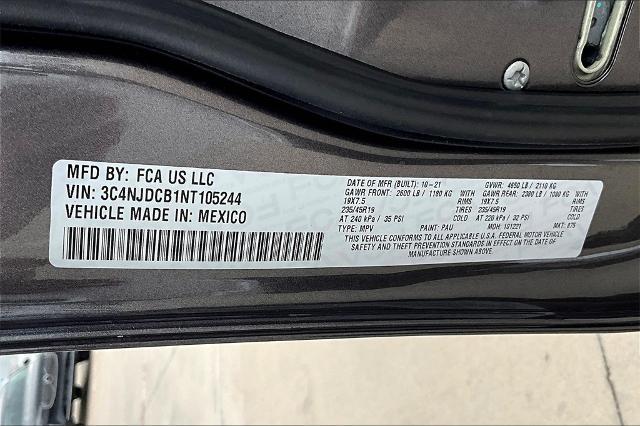 MFD BY: FCA US LLC
VIN: 3C4NJDCB1NT105244
VEHICLE MADE IN: MEXICO
DATE OF MFR (BUILT): 10-21 GVWR: 4650 LB / 2110 KG
GAWR FRONT: 2600 LB / 1180 KG WITH GAWR REAR: 2380 LB / 1080 KG WITH
19X7.5 RIMS 19X7.5 RIMS
235/45R19 TIRES 235/45R19 TIRES
AT 240 kPa / 35 PSI COLD AT 220 kPa / 32 PSI COLD
TYPE: MPV PAINT: PAU MDH: 101221 MKT: 875
THIS VEHICLE CONFORMS TO ALL APPLICABLE U.S.A. FEDERAL MOTOR VEHICLE
SAFETY AND THEFT PREVENTION STANDARDS IN EFFECT ON THE DATE OF
MANUFACTURE SHOWN ABOVE.